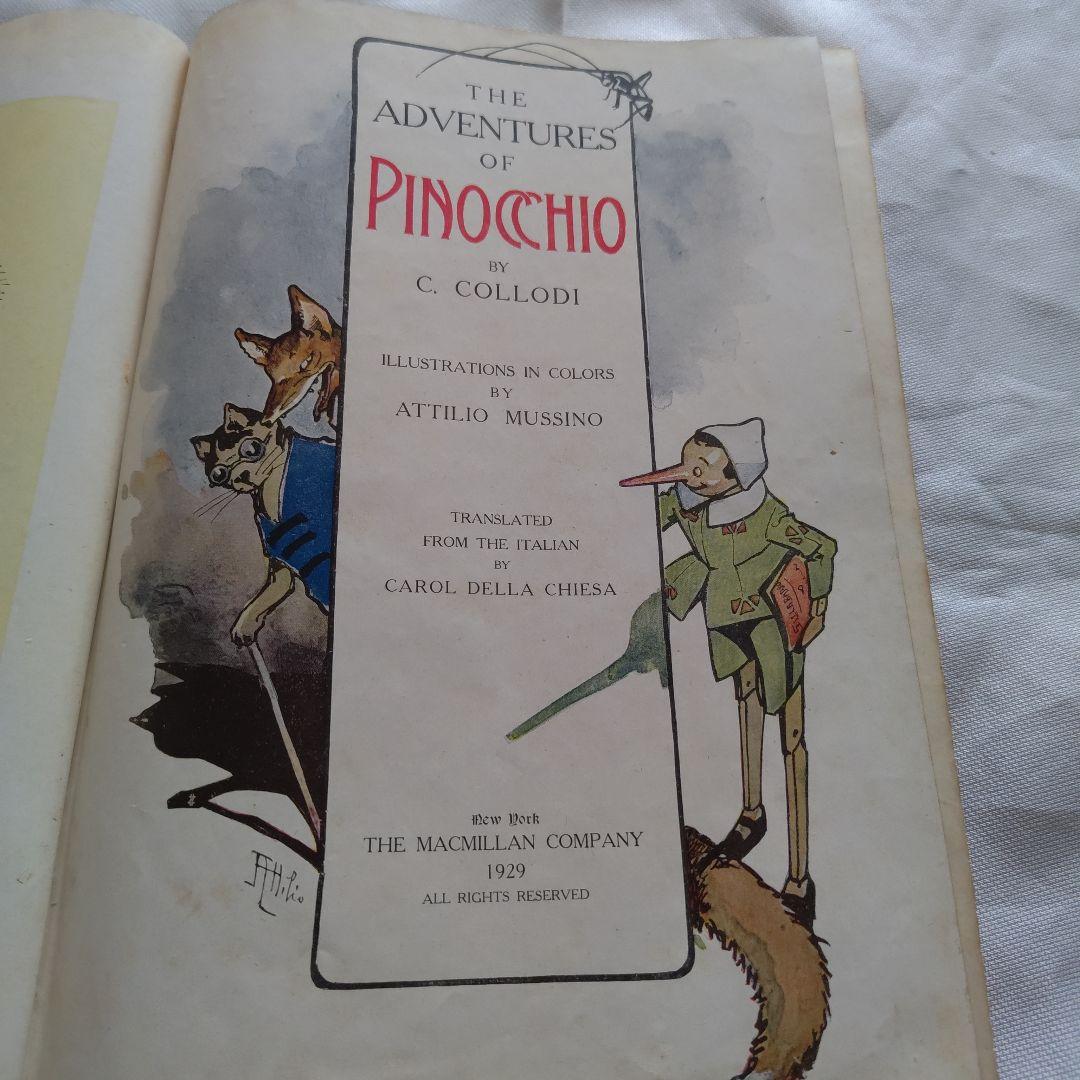 THE
ADVENTURES
OF
PINOCCHIO
BY
C. COLLODI
ILLUSTRATIONS IN COLORS
BY
ATTILIO MUSSINO
TRANSLATED
FROM THE ITALIAN
BY
CAROL DELLA CHIESA
New York
THE MACMILLAN COMPANY
1929
ALL RIGHTS RESERVED
Attilio